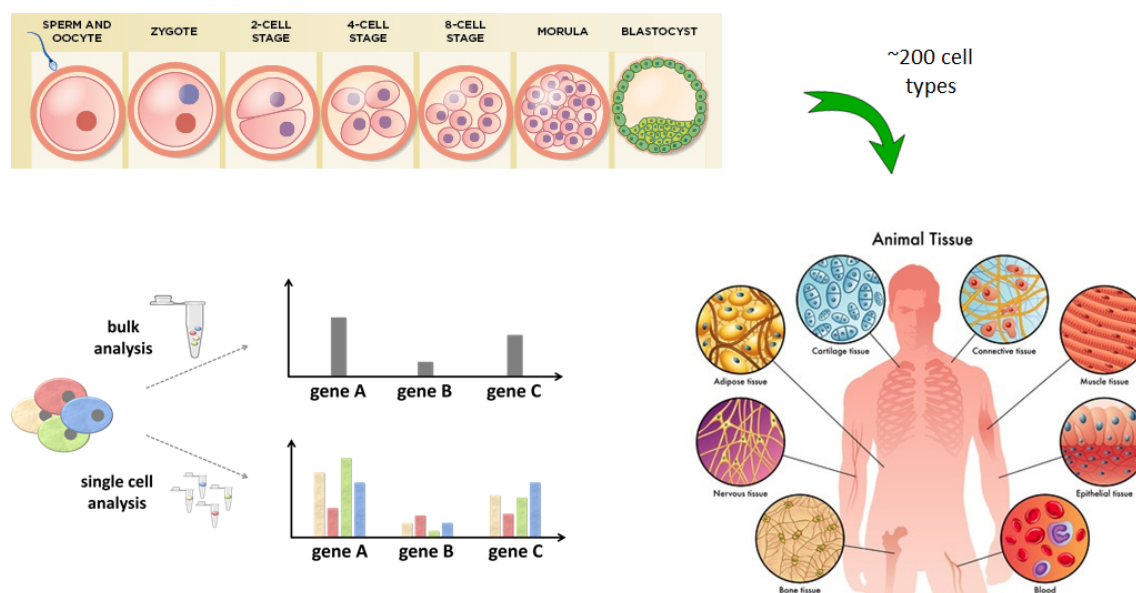 SPERM AND
OOCYTE
ZYGOTE
2-CELL
STAGE
4-CELL
STAGE
8-CELL
STAGE
MORULA
BLASTOCYST
~200 cell
types
bulk
analysis
gene A
gene B
gene C
single cell
analysis
gene A
gene B
gene C
Animal Tissue
Cartilage tissue
Connective tissue
Adipose tissue
Muscle tissue
Nervous tissue
Epithelial tissue
Bone tissue
Blood